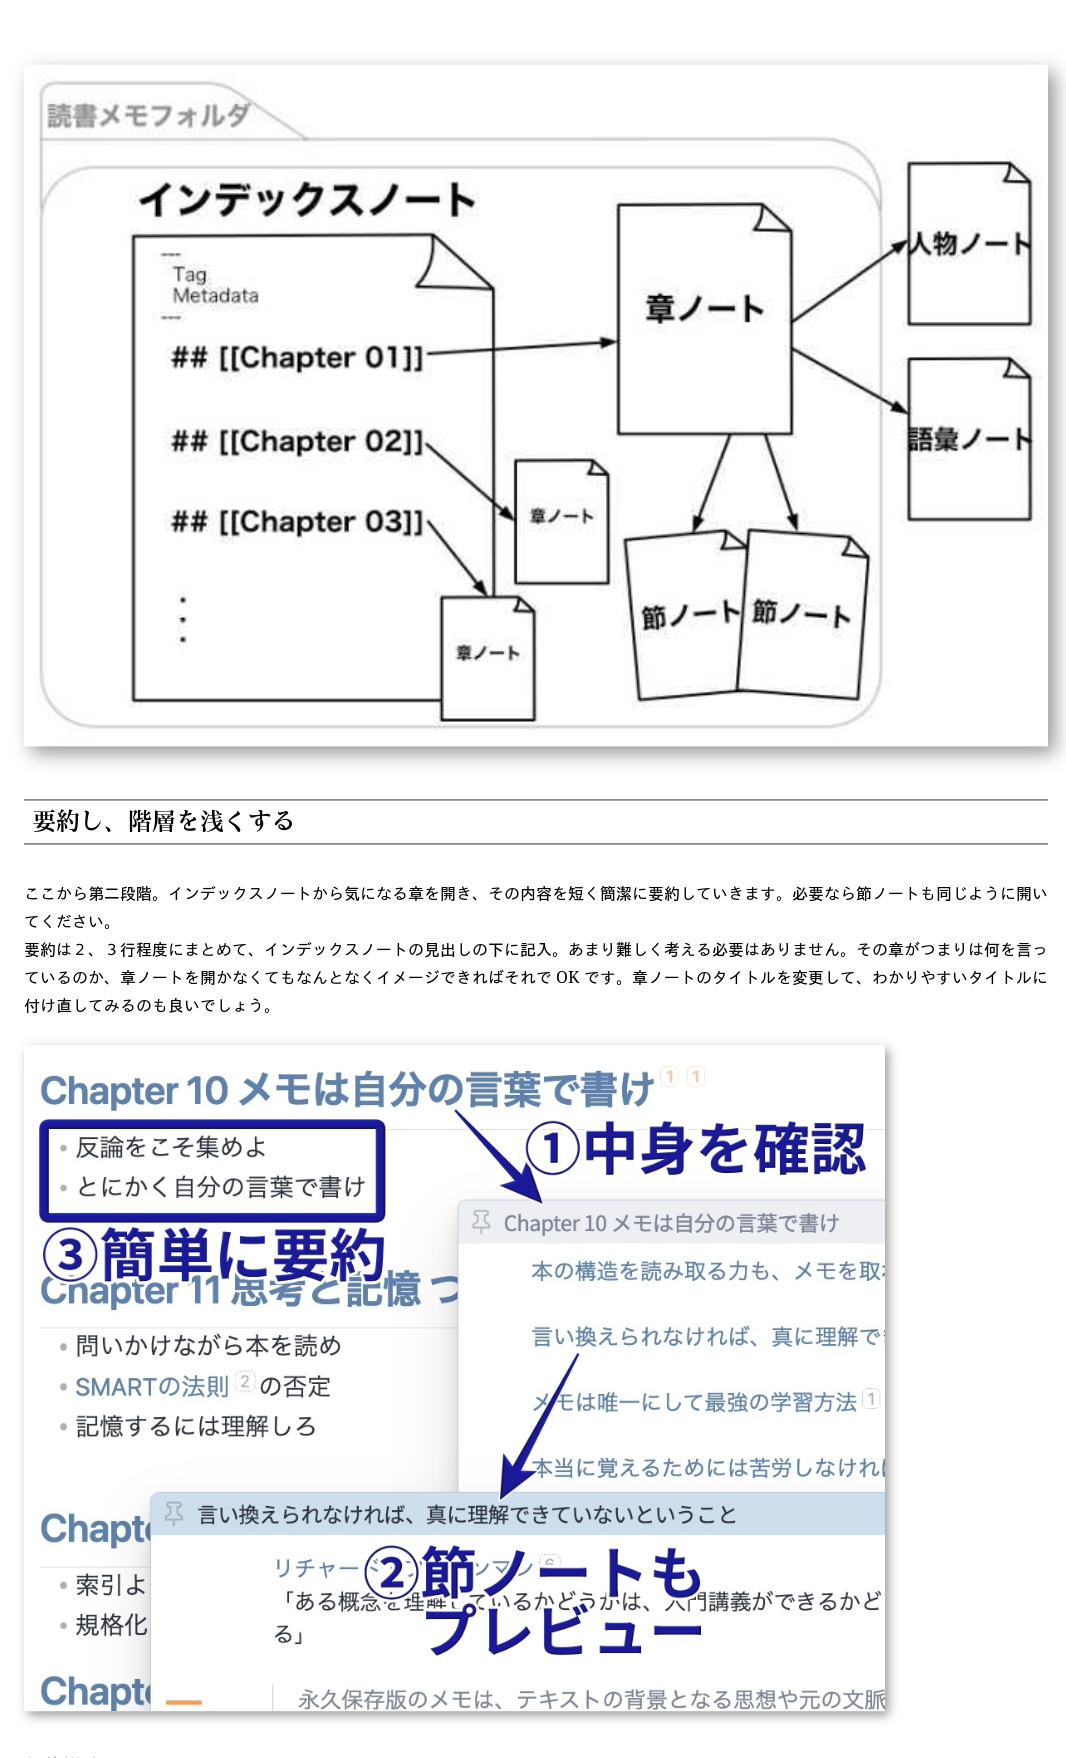 読書メモフォルダ
インデックスノート
---
Tag
Metadata
---
## [[Chapter 01]]
## [[Chapter 02]]
## [[Chapter 03]]
章ノート
章ノート
章ノート
人物ノート
語彙ノート
節ノート
節ノート
要約し、階層を浅くする
ここから第二段階。インデックスノートから気になる章を開き、その内容を短く簡潔に要約していきます。必要なら節ノートも同じように開い
てください。
要約は２、３行程度にまとめて、インデックスノートの見出しの下に記入。あまり難しく考える必要はありません。その章がつまりは何を言っ
ているのか、章ノートを開かなくてもなんとなくイメージできればそれで OK です。章ノートのタイトルを変更して、わかりやすいタイトルに
付け直してみるのも良いでしょう。
Chapter 10 メモは自分の言葉で書け 1 1
• 反論をこそ集めよ
• とにかく自分の言葉で書け
①中身を確認
③簡単に要約
Chapter 10 メモは自分の言葉で書け
本の構造を読み取る力も、メモを取
言い換えられなければ、真に理解で
メモは唯一にして最強の学習方法 1
本当に覚えるためには苦労しなけれ
Chapter 11 思考と記憶 つ
• 問いかけながら本を読め
• SMARTの法則 2 の否定
• 記憶するには理解しろ
言い換えられなければ、真に理解できていないということ
リチャー
ンマン 6
②節ノートも
プレビュー
「ある概念を理解しているかどうかは、入門講義ができるかど
る」
永久保存版のメモは、テキストの背景となる思想や元の文脈
Chapt
• 索引よ
• 規格化
Chapt